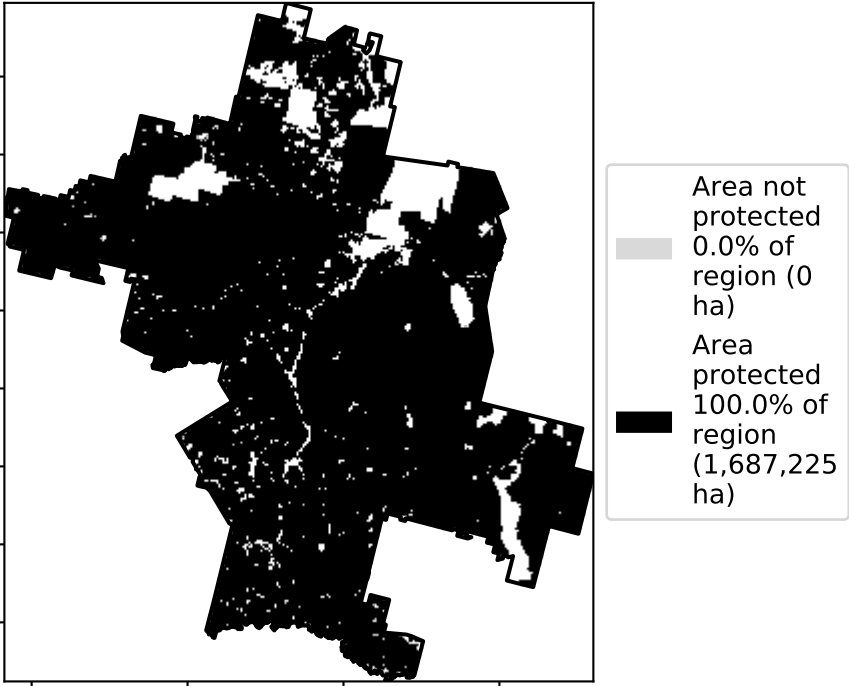 Area not
protected
0.0% of
region (0
ha)
Area
protected
100.0% of
region
(1,687,225
ha)